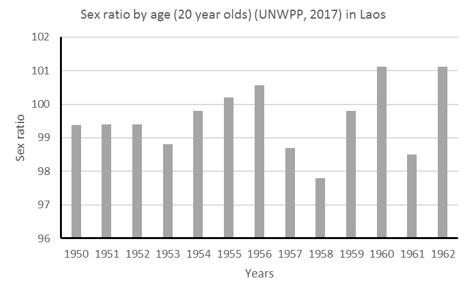 Sex ratio by age (20 year olds) (UNWPP, 2017) in Laos
102
101
100
99
98
97
96
Sex ratio
1950 1951 1952 1953 1954 1955 1956 1957 1958 1959 1960 1961 1962
Years